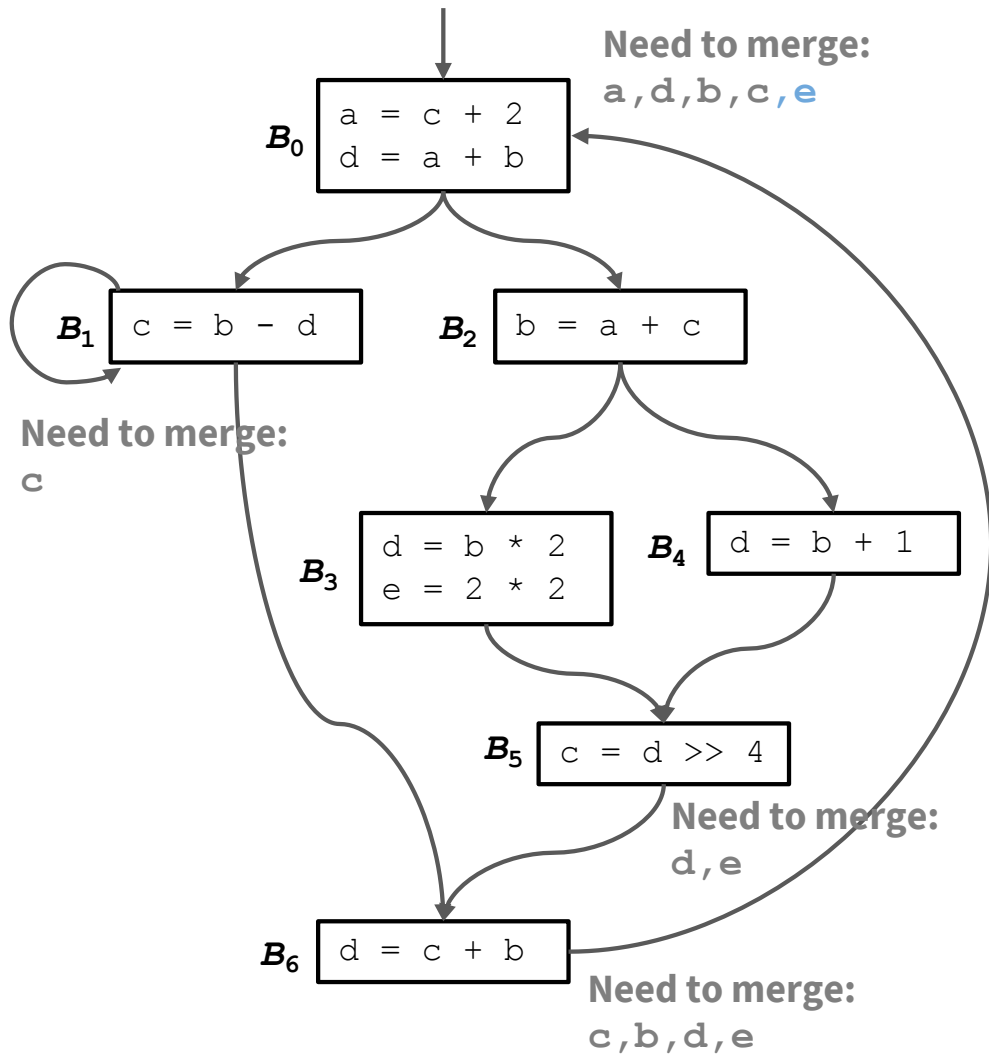 Need to merge:
a,d,b,c,e
B0
a = c + 2
d = a + b
B1
c = b - d
B2
b = a + c
Need to merge:
c
B3
d = b * 2
e = 2 * 2
B4
d = b + 1
B5
c = d >> 4
Need to merge:
d,e
B6
d = c + b
Need to merge:
c,b,d,e